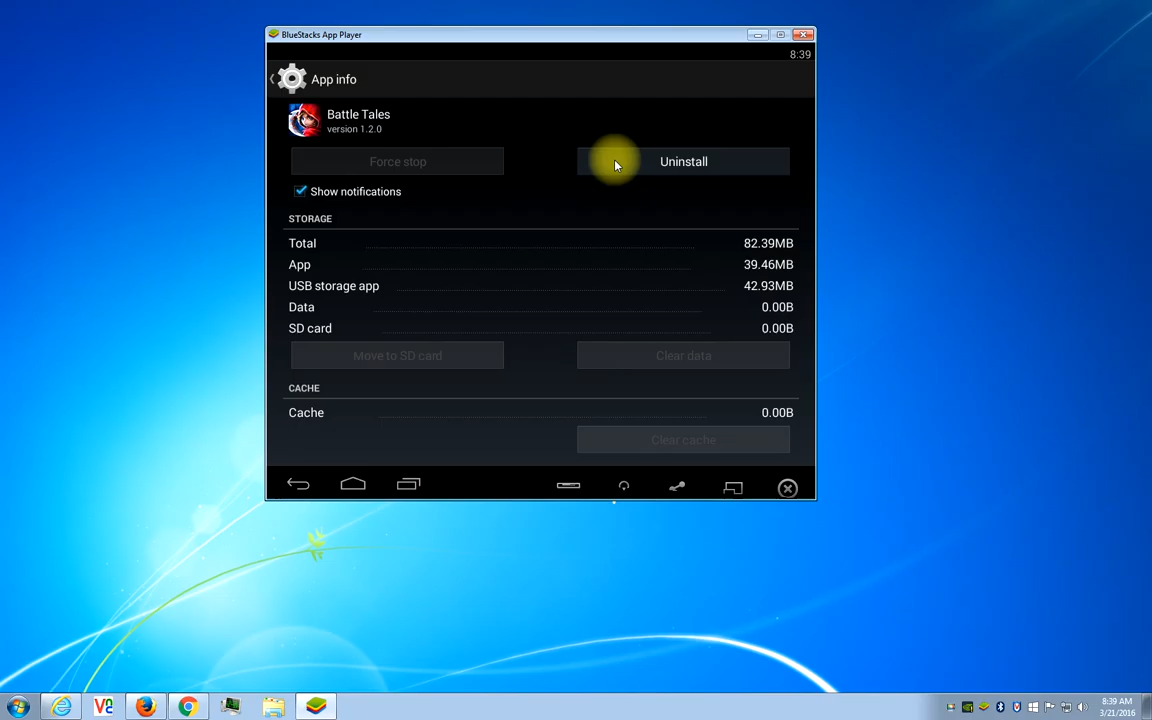 BlueStacks App Player
8:39
App info
Battle Tales
version 1.2.0
Force stop
Uninstall
Show notifications
STORAGE
Total 82.39MB
App 39.46MB
USB storage app 42.93MB
Data 0.00B
SD card 0.00B
Move to SD card
Clear data
CACHE
Cache 0.00B
Clear cache
8:39 AM
3/21/2016